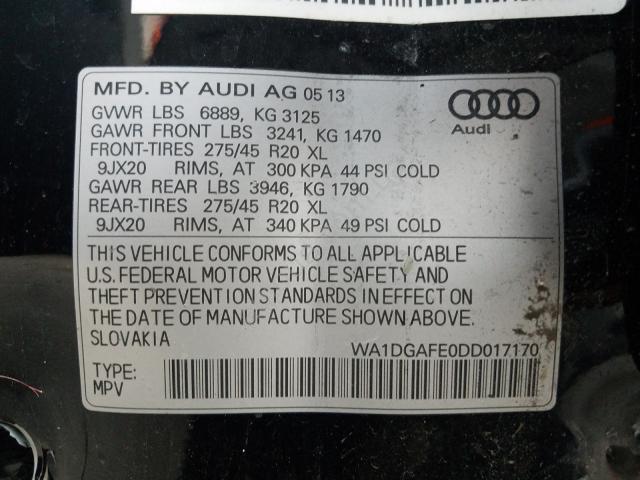 MFD. BY AUDI AG 05 13
GVWR LBS 6889, KG 3125
GAWR FRONT LBS 3241, KG 1470
FRONT-TIRES 275/45 R20 XL
9JX20 RIMS, AT 300 KPA 44 PSI COLD
GAWR REAR LBS 3946, KG 1790
REAR-TIRES 275/45 R20 XL
9JX20 RIMS, AT 340 KPA 49 PSI COLD
Audi
THIS VEHICLE CONFORMS TO ALL APPLICABLE
U.S. FEDERAL MOTOR VEHICLE SAFETY AND
THEFT PREVENTION STANDARDS IN EFFECT ON
THE DATE OF MANUFACTURE SHOWN ABOVE.
SLOVAKIA
WA1DGAFE0DD017170
TYPE:
MPV